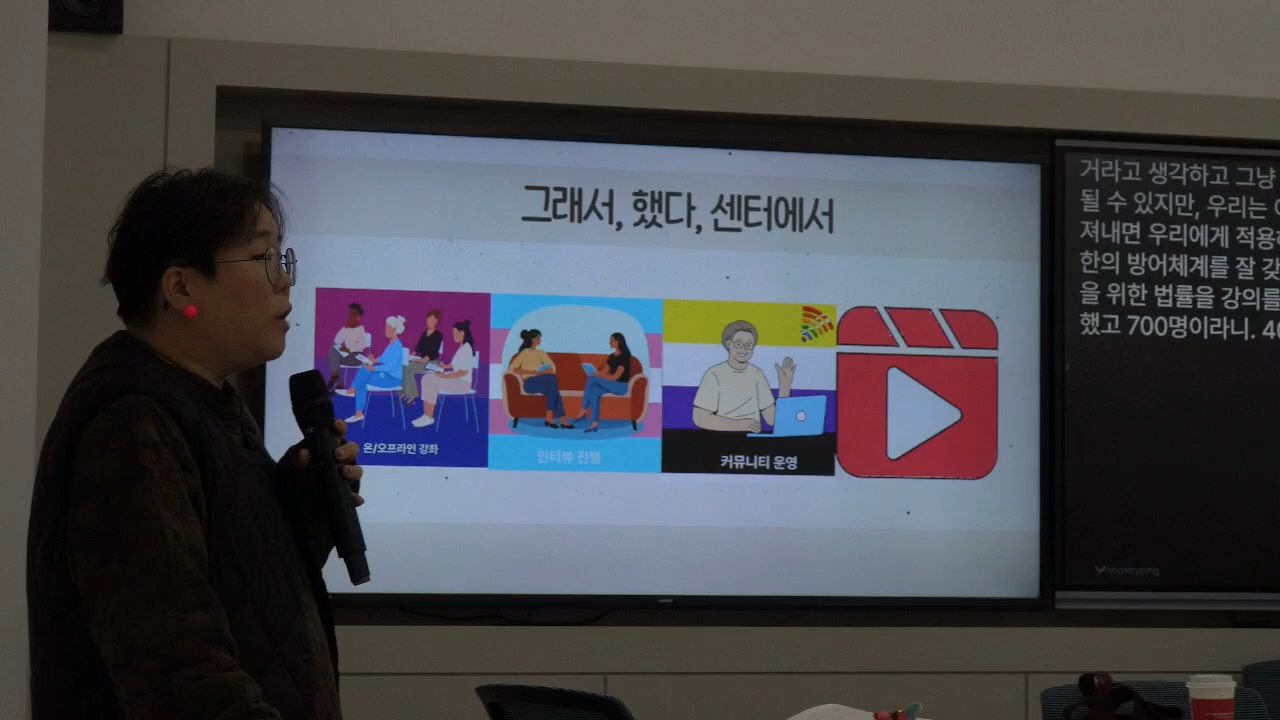 그래서, 했다, 센터에서
온/오프라인 강좌
인터뷰 진행
커뮤니티 운영
거라고 생각하고 그냥
될 수 있지만, 우리는
져내면 우리에게 적용
한의 방어체계를 잘 갖
을 위한 법률을 강의를
했고 700명이라니. 40
sharetyping